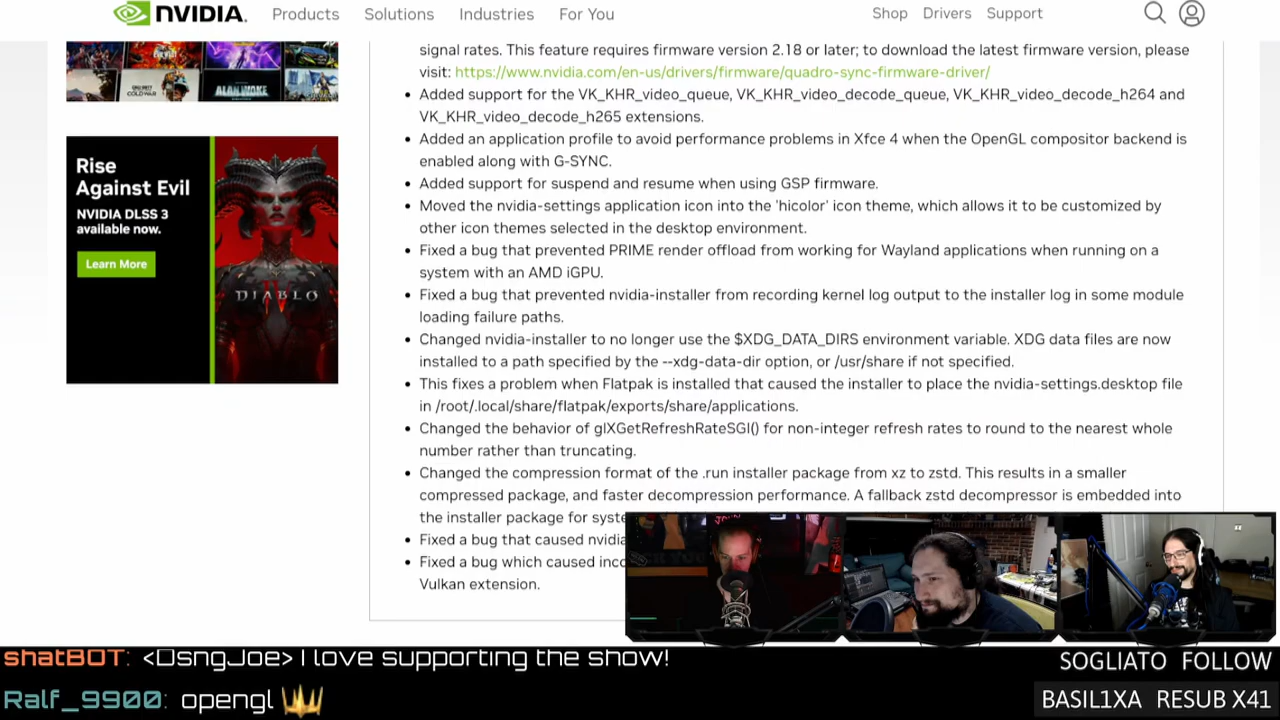 NVIDIA.
Products
Solutions
Industries
For You
Shop
Drivers
Support
CALL OF DUTY
COLD WAR
ALAN WAKE
Rise
Against Evil
NVIDIA DLSS 3
available now.
Learn More
DIABLO
signal rates. This feature requires firmware version 2.18 or later; to download the latest firmware version, please
visit: https://www.nvidia.com/en-us/drivers/firmware/quadro-sync-firmware-driver/
Added support for the VK_KHR_video_queue, VK_KHR_video_decode_queue, VK_KHR_video_decode_h264 and
VK_KHR_video_decode_h265 extensions.
Added an application profile to avoid performance problems in Xfce 4 when the OpenGL compositor backend is
enabled along with G-SYNC.
Added support for suspend and resume when using GSP firmware.
Moved the nvidia-settings application icon into the 'hicolor' icon theme, which allows it to be customized by
other icon themes selected in the desktop environment.
Fixed a bug that prevented PRIME render offload from working for Wayland applications when running on a
system with an AMD iGPU.
Fixed a bug that prevented nvidia-installer from recording kernel log output to the installer log in some module
loading failure paths.
Changed nvidia-installer to no longer use the $XDG_DATA_DIRS environment variable. XDG data files are now
installed to a path specified by the --xdg-data-dir option, or /usr/share if not specified.
This fixes a problem when Flatpak is installed that caused the installer to place the nvidia-settings.desktop file
in /root/.local/share/flatpak/exports/share/applications.
Changed the behavior of glXGetRefreshRateSGI() for non-integer refresh rates to round to the nearest whole
number rather than truncating.
Changed the compression format of the .run installer package from xz to zstd. This results in a smaller
compressed package, and faster decompression performance. A fallback zstd decompressor is embedded into
the installer package for syste
Fixed a bug that caused nvidia
Fixed a bug which caused inco
Vulkan extension.
shatBOT: <OsngJoe> I love supporting the show!
Ralf_9900: opengl
SOGLIATO FOLLOW
BASIL1XA RESUB X41